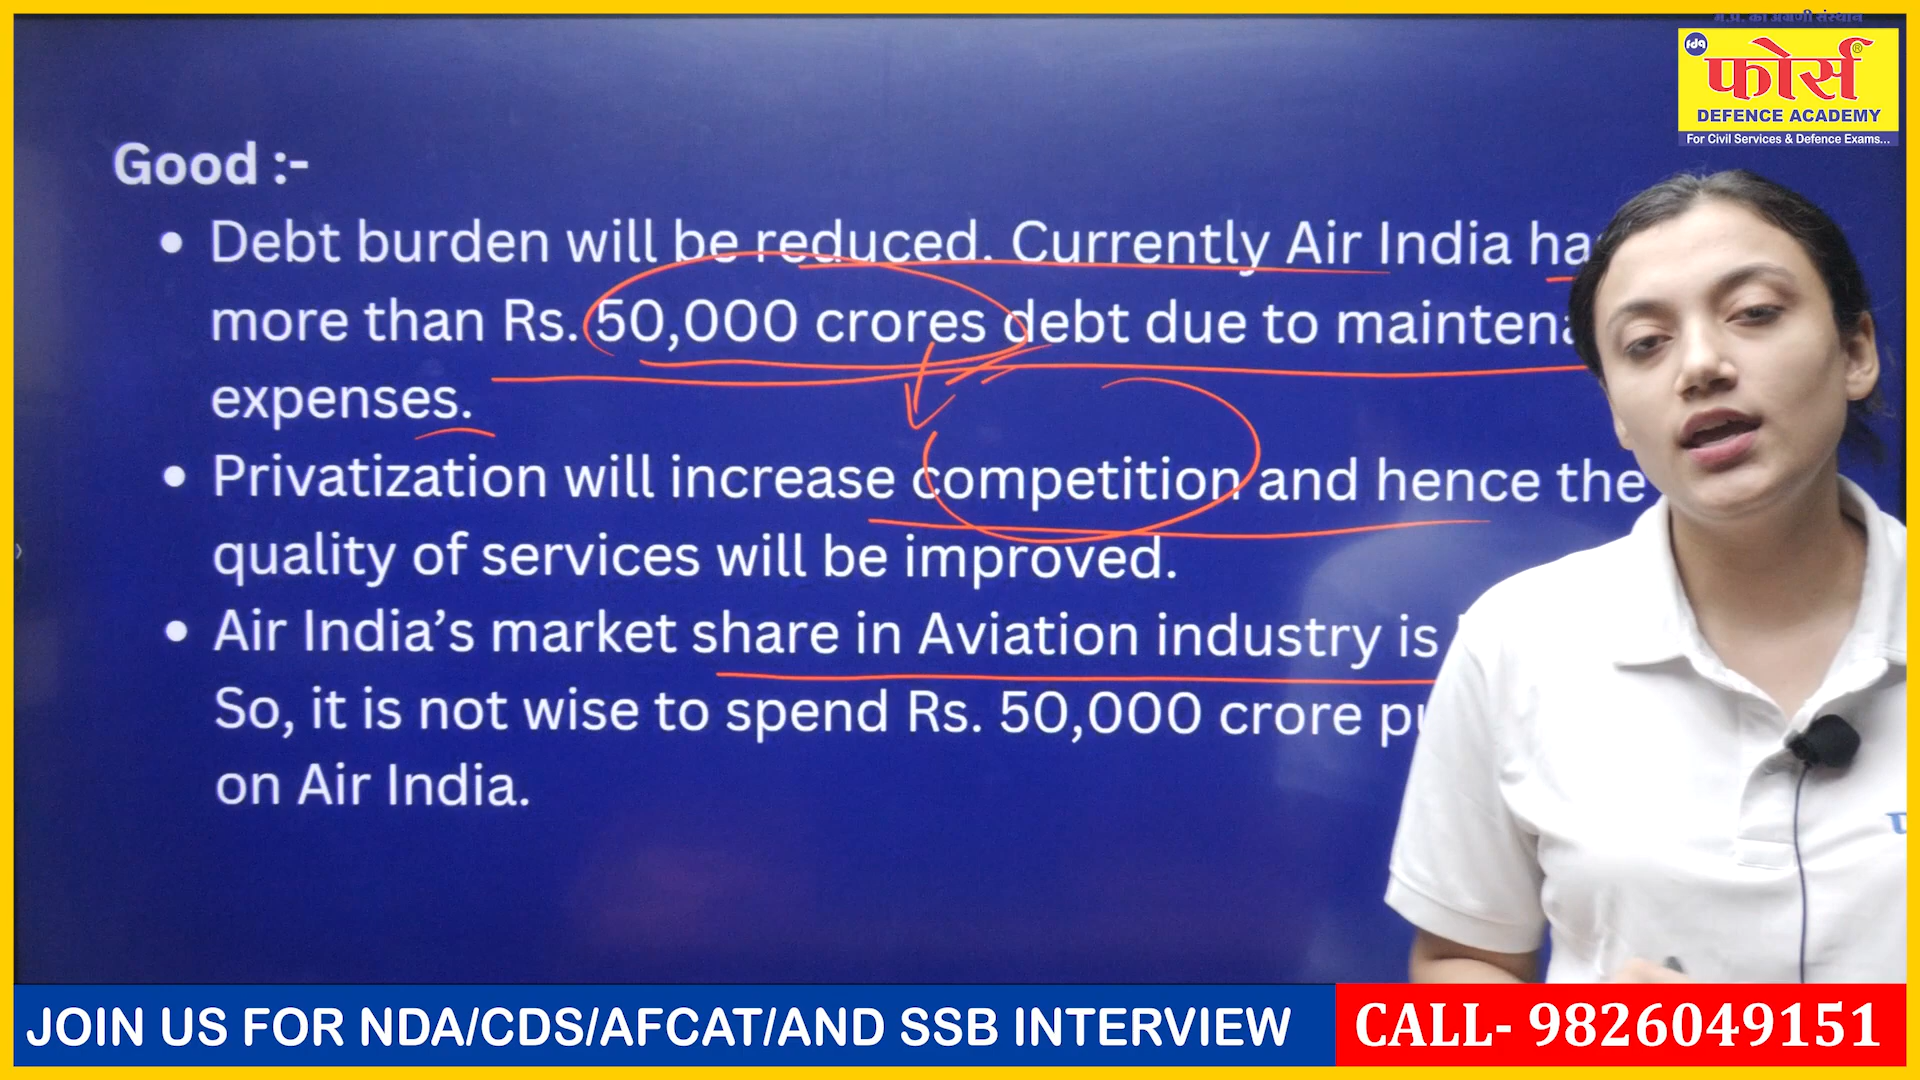 म.प्र. का अग्रणी संस्थान
fda
फोर्स®
DEFENCE ACADEMY
For Civil Services & Defence Exams...
Good :-
• Debt burden will be reduced. Currently Air India
more than Rs. 50,000 crores debt due to
expenses.
• Privatization will increase competition and hence the
quality of services will be improved.
• Air India’s market share in Aviation industry is
So, it is not wise to spend Rs. 50,000 crore
on Air India.
JOIN US FOR NDA/CDS/AFCAT/AND SSB INTERVIEW
CALL- 9826049151